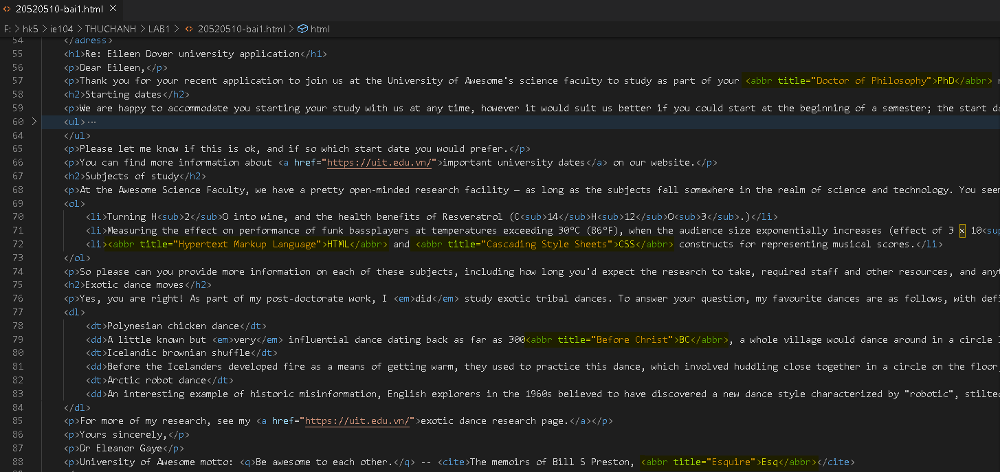 20520510-bai1.html
F: > hk5 > ie104 > THUCHANH > LAB1 > 20520510-bai1.html > html
54 </adress>
55 <h1>Re: Eileen Dover university application</h1>
56 <p>Dear Eileen,</p>
57 <p>Thank you for your recent application to join us at the University of Awesome's science faculty to study as part of your <abbr title="Doctor of Philosophy">PhD</abbr>
58 <h2>Starting dates</h2>
59 <p>We are happy to accommodate you starting your study with us at any time, however it would suit us better if you could start at the beginning of a semester; the start
60 <ul>...
64 </ul>
65 <p>Please let me know if this is ok, and if so which start date you would prefer.</p>
66 <p>You can find more information about <a href="https://uit.edu.vn/">important university dates</a> on our website.</p>
67 <h2>Subjects of study</h2>
68 <p>At the Awesome Science Faculty, we have a pretty open-minded research facility — as long as the subjects fall somewhere in the realm of science and technology. You seem
69 <ol>
70 <li>Turning H<sub>2</sub>O into wine, and the health benefits of Resveratrol (C<sub>14</sub>H<sub>12</sub>O<sub>3</sub>.)</li>
71 <li>Measuring the effect on performance of funk bassplayers at temperatures exceeding 30°C (86°F), when the audience size exponentially increases (effect of 3 × 10<sup
72 <li><abbr title="Hypertext Markup Language">HTML</abbr> and <abbr title="Cascading Style Sheets">CSS</abbr> constructs for representing musical scores.</li>
73 </ol>
74 <p>So please can you provide more information on each of these subjects, including how long you'd expect the research to take, required staff and other resources, and
75 <h2>Exotic dance moves</h2>
76 <p>Yes, you are right! As part of my post-doctorate work, I <em>did</em> study exotic tribal dances. To answer your question, my favourite dances are as follows, with
77 <dl>
78 <dt>Polynesian chicken dance</dt>
79 <dd>A little known but <em>very</em> influential dance dating back as far as 300<abbr title="Before Christ">BC</abbr>, a whole village would dance around in a circle
80 <dt>Icelandic brownian shuffle</dt>
81 <dd>Before the Icelanders developed fire as a means of getting warm, they used to practice this dance, which involved huddling close together in a circle on the floor,
82 <dt>Arctic robot dance</dt>
83 <dd>An interesting example of historic misinformation, English explorers in the 1960s believed to have discovered a new dance style characterized by "robotic", stilted
84 </dl>
85 <p>For more of my research, see my <a href="https://uit.edu.vn/">exotic dance research page.</a></p>
86 <p>Yours sincerely,</p>
87 <p>Dr Eleanor Gaye</p>
88 <p>University of Awesome motto: <q>Be awesome to each other.</q> -- <cite>The memoirs of Bill S Preston, <abbr title="Esquire">Esq</abbr></cite>